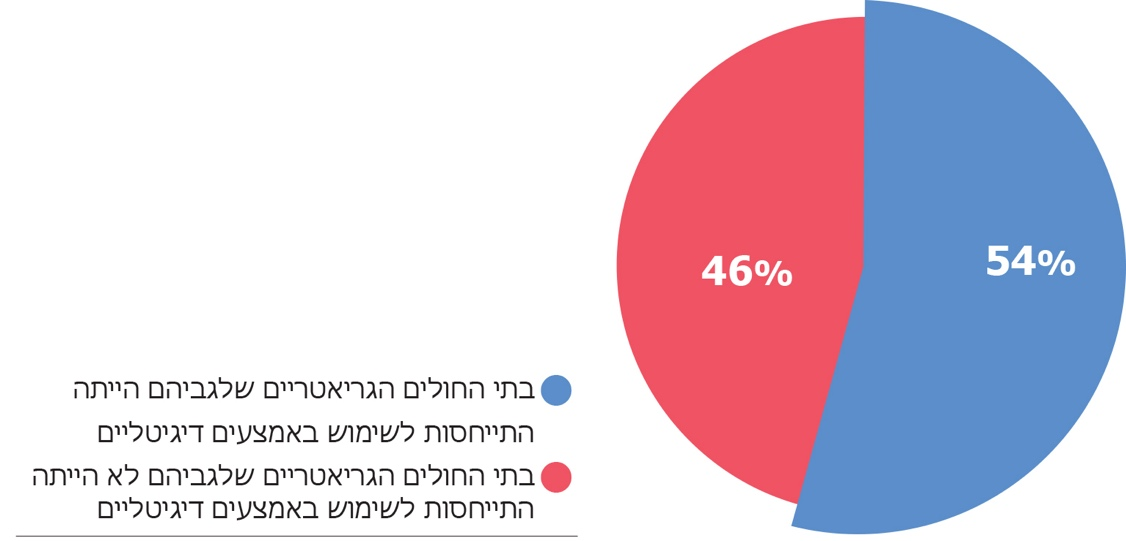 54%
46%
בתי החולים הגריאטריים שלגביהם הייתה
התייחסות לשימוש באמצעים דיגיטליים
בתי החולים הגריאטריים שלגביהם לא הייתה
התייחסות לשימוש באמצעים דיגיטליים